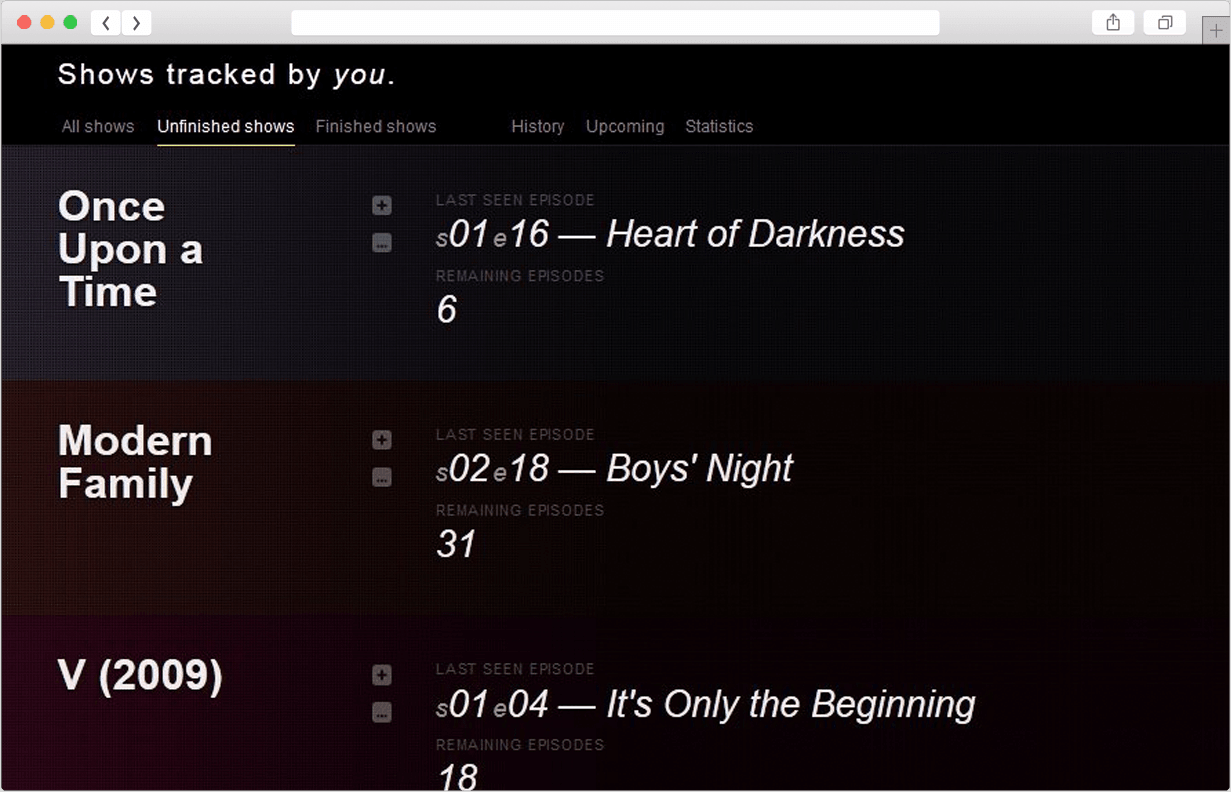 Shows tracked by you.
All shows Unfinished shows Finished shows History Upcoming Statistics
Once
Upon a
Time
LAST SEEN EPISODE
s01e16 — Heart of Darkness
REMAINING EPISODES
6
Modern
Family
LAST SEEN EPISODE
s02e18 — Boys' Night
REMAINING EPISODES
31
V (2009)
LAST SEEN EPISODE
s01e04 — It's Only the Beginning
REMAINING EPISODES
18